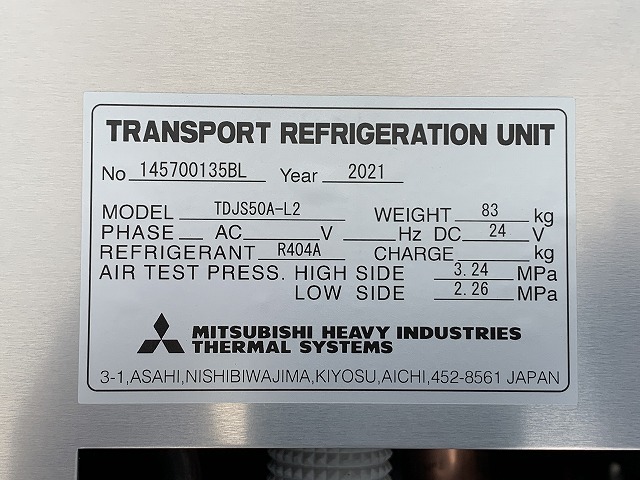 TRANSPORT REFRIGERATION UNIT
No 145700135BL Year 2021
MODEL TDJS50A-L2 WEIGHT 83 kg
PHASE AC V Hz DC 24 V
REFRIGERANT R404A CHARGE kg
AIR TEST PRESS. HIGH SIDE 3.24 MPa
LOW SIDE 2.26 MPa
MITSUBISHI HEAVY INDUSTRIES
THERMAL SYSTEMS
3-1,ASAHI,NISHIBIWAJIMA,KIYOSU,AICHI,452-8561 JAPAN